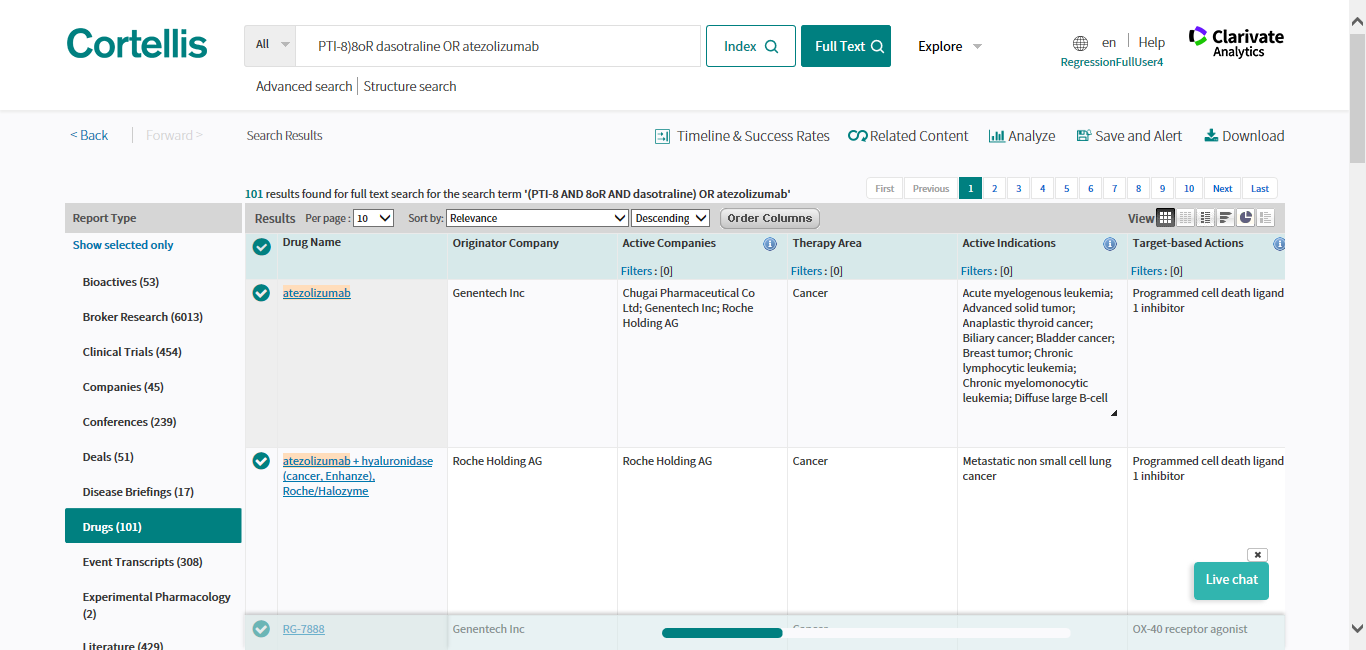 Cortellis
All
PTI-8)8oR dasotraline OR atezolizumab
Index
Full Text
Explore
en
Help
RegressionFullUser4
Clarivate
Analytics
Advanced search
Structure search
< Back
Forward >
Search Results
Timeline & Success Rates
Related Content
Analyze
Save and Alert
Download
101 results found for full text search for the search term '(PTI-8 AND 8oR AND dasotraline) OR atezolizumab'
First
Previous
1
2
3
4
5
6
7
8
9
10
Next
Last
Report Type
Show selected only
Bioactives (53)
Broker Research (6013)
Clinical Trials (454)
Companies (45)
Conferences (239)
Deals (51)
Disease Briefings (17)
Drugs (101)
Event Transcripts (308)
Experimental Pharmacology
(2)
Literature (429)
Results
Per page :
10
Sort by:
Relevance
Descending
Order Columns
View
Drug Name
Originator Company
Active Companies
Filters : [0]
Therapy Area
Filters : [0]
Active Indications
Filters : [0]
Target-based Actions
Filters : [0]
atezolizumab
Genentech Inc
Chugai Pharmaceutical Co
Ltd; Genentech Inc; Roche
Holding AG
Cancer
Acute myelogenous leukemia;
Advanced solid tumor;
Anaplastic thyroid cancer;
Biliary cancer; Bladder cancer;
Breast tumor; Chronic
lymphocytic leukemia;
Chronic myelomonocytic
leukemia; Diffuse large B-cell
Programmed cell death ligand
1 inhibitor
atezolizumab + hyaluronidase
(cancer, Enhanze),
Roche/Halozyme
Roche Holding AG
Roche Holding AG
Cancer
Metastatic non small cell lung
cancer
Programmed cell death ligand
1 inhibitor
RG-7888
Genentech Inc
Cancer
OX-40 receptor agonist
Live chat